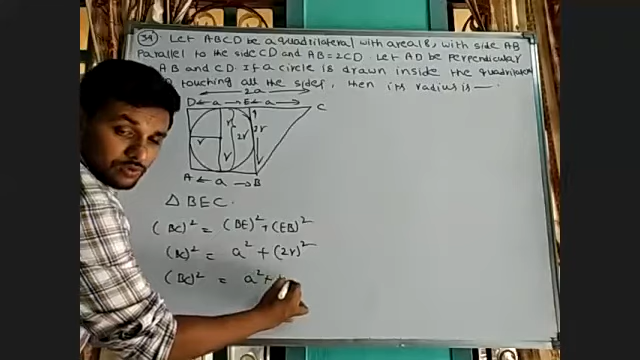 34. Let ABCD be a quadrilateral with area 18, with side AB
Parallel to the side CD and AB=2CD. Let AD be perpendicular
AB and CD. If a circle is drawn inside the quadrilateral
touching all the sides, then its radius is —
2a
D a E a C
r r 2r 2r
r
A a B
△BEC.
(BC)² = (BE)² + (EB)²
(BC)² = a² + (2r)²
(BC)² = a² +